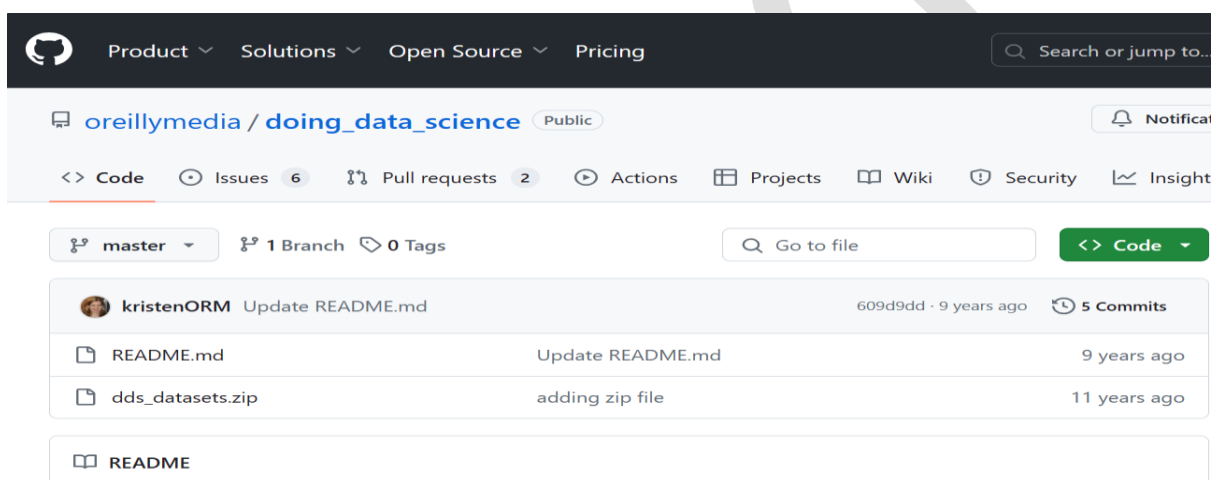 Product Solutions Open Source Pricing Search or jump to...
oreillymedia / doing_data_science Public Notificat
<> Code Issues 6 Pull requests 2 Actions Projects Wiki Security Insight
master 1 Branch 0 Tags Go to file <> Code
kristenORM Update README.md 609d9dd · 9 years ago 5 Commits
README.md Update README.md 9 years ago
dds_datasets.zip adding zip file 11 years ago
README